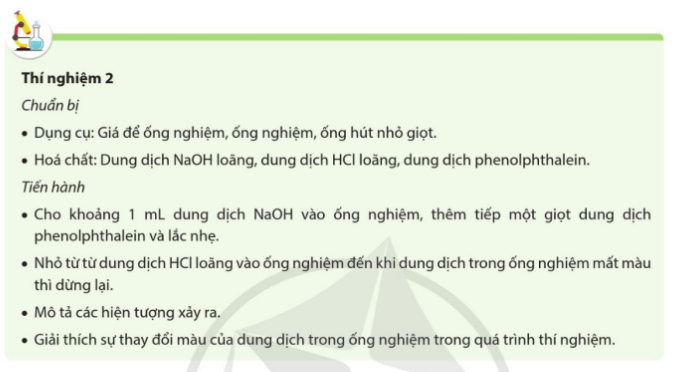 Thí nghiệm 2
Chuẩn bị
• Dụng cụ: Giá để ống nghiệm, ống nghiệm, ống hút nhỏ giọt.
• Hoá chất: Dung dịch NaOH loãng, dung dịch HCl loãng, dung dịch phenolphthalein.
Tiến hành
• Cho khoảng 1 mL dung dịch NaOH vào ống nghiệm, thêm tiếp một giọt dung dịch
phenolphthalein và lắc nhẹ.
• Nhỏ từ từ dung dịch HCl loãng vào ống nghiệm đến khi dung dịch trong ống nghiệm mất màu
thì dừng lại.
• Mô tả các hiện tượng xảy ra.
• Giải thích sự thay đổi màu của dung dịch trong ống nghiệm trong quá trình thí nghiệm.